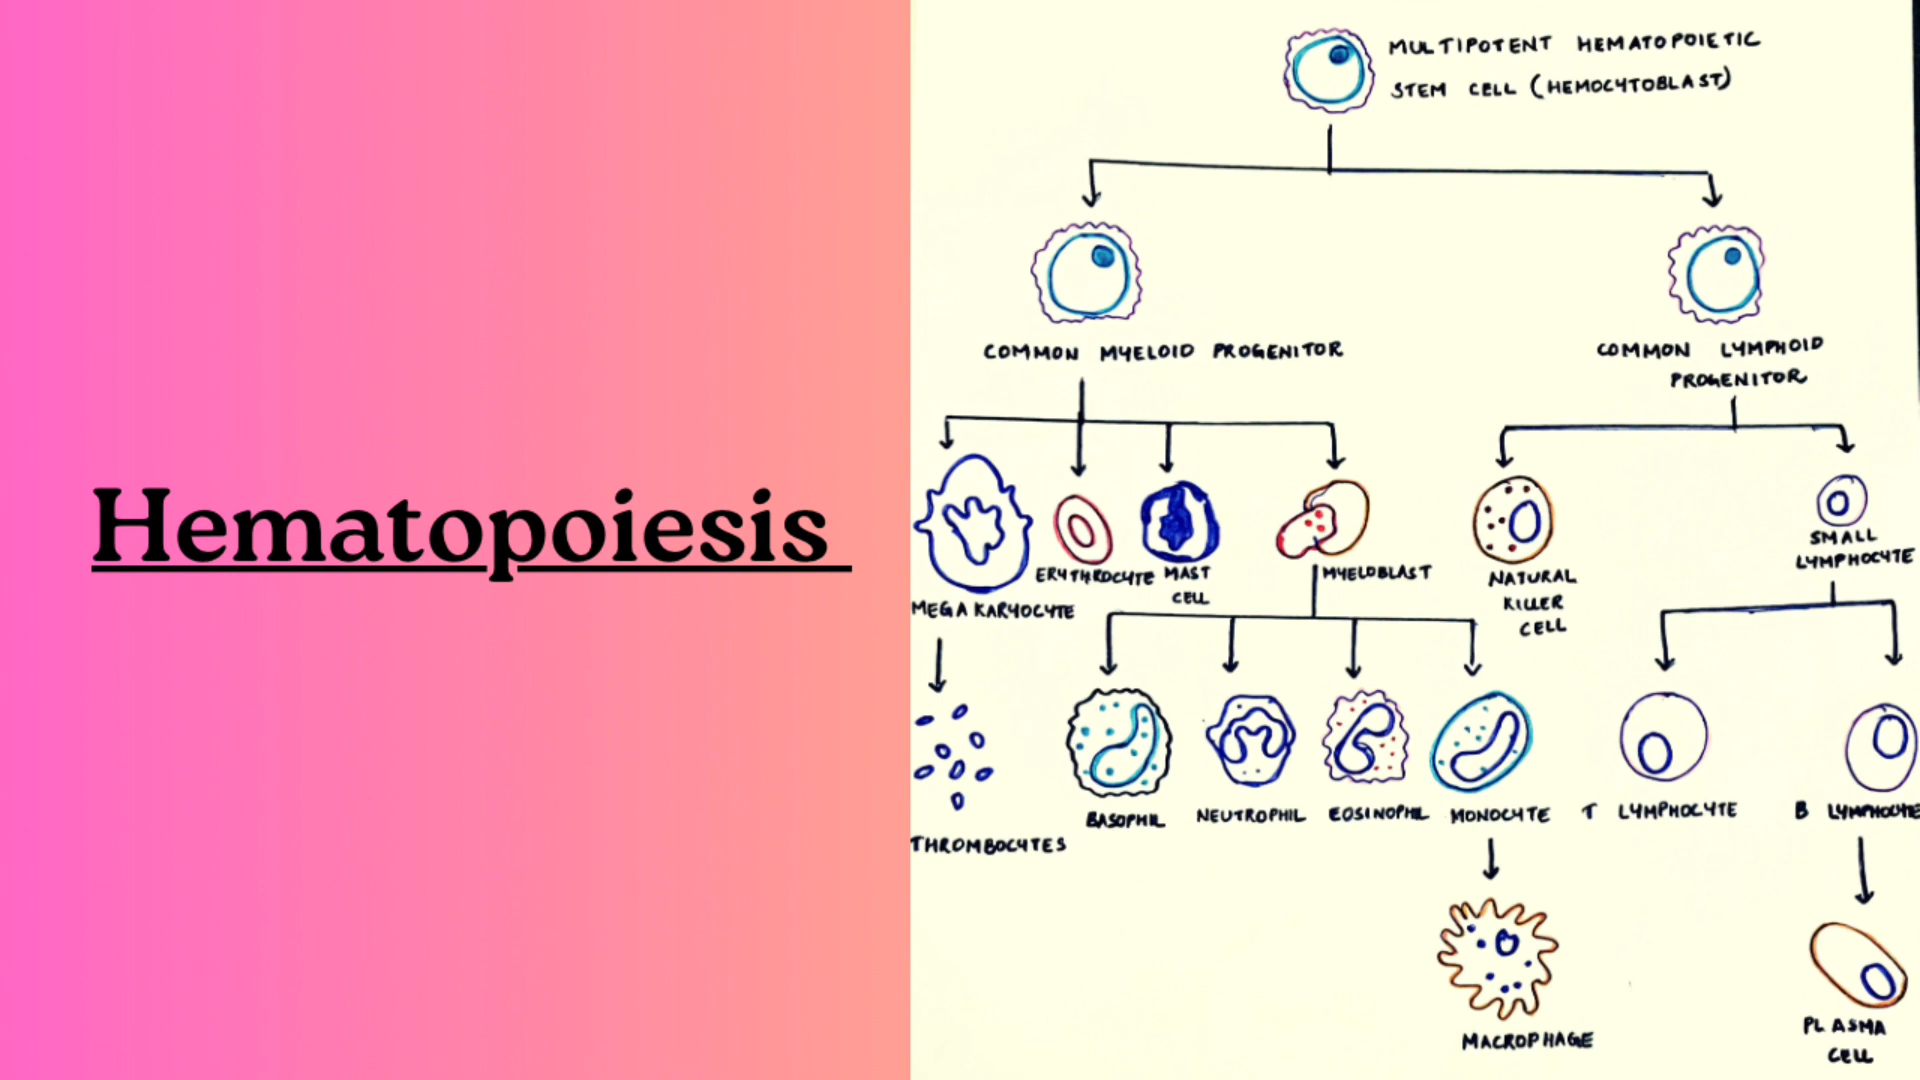 Hematopoiesis
MULTIPOTENT HEMATOPOIETIC
STEM CELL (HEMOCYTOBLAST)
COMMON MYELOID PROGENITOR
COMMON LYMPHOID
PROGENITOR
MEGAKARYOCYTE
ERYTHROCYTE
MAST
CELL
MYELOBLAST
NATURAL
KILLER
CELL
SMALL
LYMPHOCYTE
THROMBOCYTES
BASOPHIL
NEUTROPHIL
EOSINOPHIL
MONOCYTE
T LYMPHOCYTE
B LYMPHOCYTE
MACROPHAGE
PLASMA
CELL